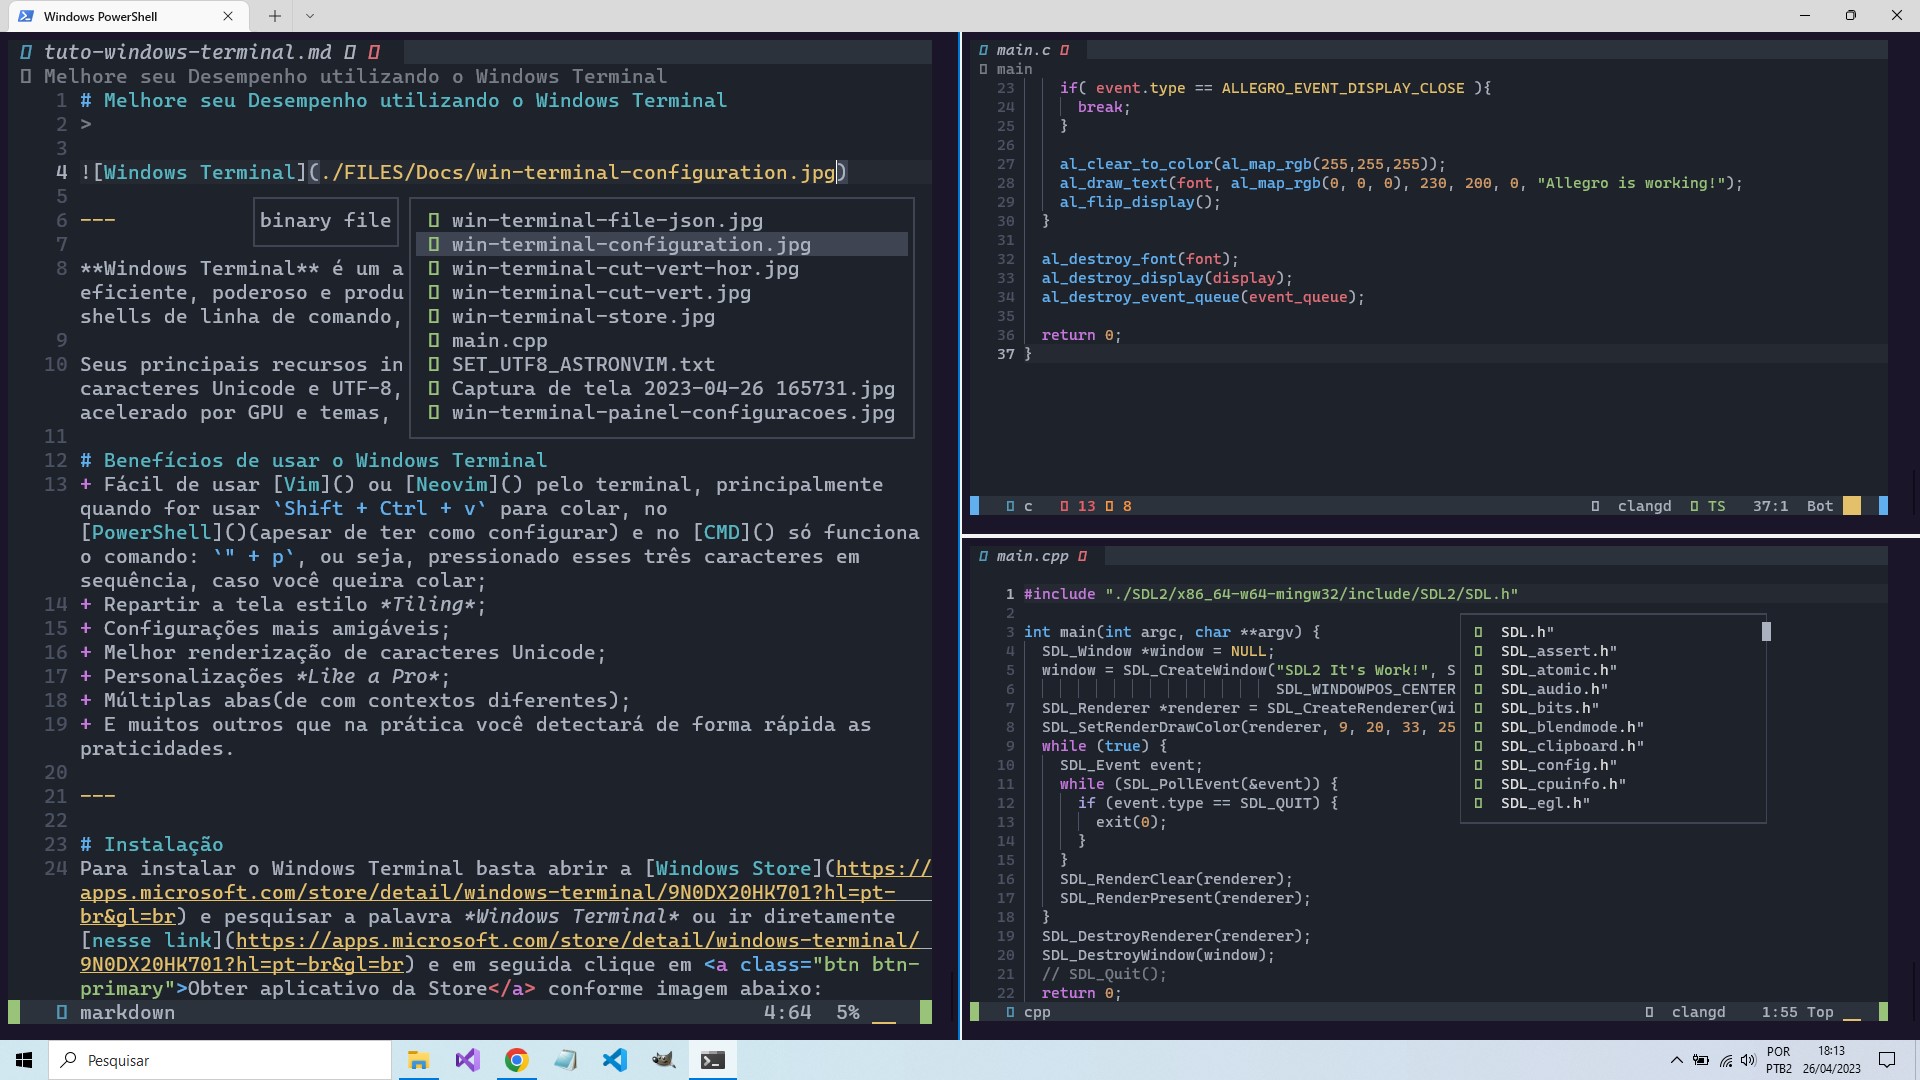 Windows PowerShell
tuto-windows-terminal.md
Melhore seu Desempenho utilizando o Windows Terminal
1 # Melhore seu Desempenho utilizando o Windows Terminal
2 >
3
4 ![Windows Terminal](./FILES/Docs/win-terminal-configuration.jpg)
5
6 ---
7
8 **Windows Terminal** é um a
eficiente, poderoso e produ
shells de linha de comando,
9
10 Seus principais recursos in
caracteres Unicode e UTF-8,
acelerado por GPU e temas,
11
binary file
win-terminal-file-json.jpg
win-terminal-configuration.jpg
win-terminal-cut-vert-hor.jpg
win-terminal-cut-vert.jpg
win-terminal-store.jpg
main.cpp
SET_UTF8_ASTRONVIM.txt
Captura de tela 2023-04-26 165731.jpg
win-terminal-painel-configuracoes.jpg
12 # Benefícios de usar o Windows Terminal
13 + Fácil de usar [Vim]() ou [Neovim]() pelo terminal, principalmente
quando for usar `Shift + Ctrl + v` para colar, no
[PowerShell]()(apesar de ter como configurar) e no [CMD]() só funciona
o comando: `" + p`, ou seja, pressionado esses três caracteres em
sequência, caso você queira colar;
14 + Repartir a tela estilo *Tiling*;
15 + Configurações mais amigáveis;
16 + Melhor renderização de caracteres Unicode;
17 + Personalizações *Like a Pro*;
18 + Múltiplas abas(de com contextos diferentes);
19 + E muitos outros que na prática você detectará de forma rápida as
praticidades.
20
21 ---
22
23 # Instalação
24 Para instalar o Windows Terminal basta abrir a [Windows Store](https://
apps.microsoft.com/store/detail/windows-terminal/9N0DX20HK701?hl=pt-
br&gl=br) e pesquisar a palavra *Windows Terminal* ou ir diretamente
[nesse link](https://apps.microsoft.com/store/detail/windows-terminal/
9N0DX20HK701?hl=pt-br&gl=br) e em seguida clique em <a class="btn btn-
primary">Obter aplicativo da Store</a> conforme imagem abaixo:
markdown 4:64 5%
main.c
main
23 if( event.type == ALLEGRO_EVENT_DISPLAY_CLOSE ){
24 break;
25 }
26
27 al_clear_to_color(al_map_rgb(255,255,255));
28 al_draw_text(font, al_map_rgb(0, 0, 0), 230, 200, 0, "Allegro is working!");
29 al_flip_display();
30 }
31
32 al_destroy_font(font);
33 al_destroy_display(display);
34 al_destroy_event_queue(event_queue);
35
36 return 0;
37 }
c 13 8 clangd TS 37:1 Bot
main.cpp
1 #include "./SDL2/x86_64-w64-mingw32/include/SDL2/SDL.h"
2
3 int main(int argc, char **argv) {
4 SDL_Window *window = NULL;
5 window = SDL_CreateWindow("SDL2 It's Work!", S
6 SDL_WINDOWPOS_CENTER
7 SDL_Renderer *renderer = SDL_CreateRenderer(wi
8 SDL_SetRenderDrawColor(renderer, 9, 20, 33, 25
9 while (true) {
10 SDL_Event event;
11 while (SDL_PollEvent(&event)) {
12 if (event.type == SDL_QUIT) {
13 exit(0);
14 }
15 }
16 SDL_RenderClear(renderer);
17 SDL_RenderPresent(renderer);
18 }
19 SDL_DestroyRenderer(renderer);
20 SDL_DestroyWindow(window);
21 // SDL_Quit();
22 return 0;
SDL.h"
SDL_assert.h"
SDL_atomic.h"
SDL_audio.h"
SDL_bits.h"
SDL_blendmode.h"
SDL_clipboard.h"
SDL_config.h"
SDL_cpuinfo.h"
SDL_egl.h"
cpp clangd 1:55 Top
Pesquisar
POR
PTB2
18:13
26/04/2023